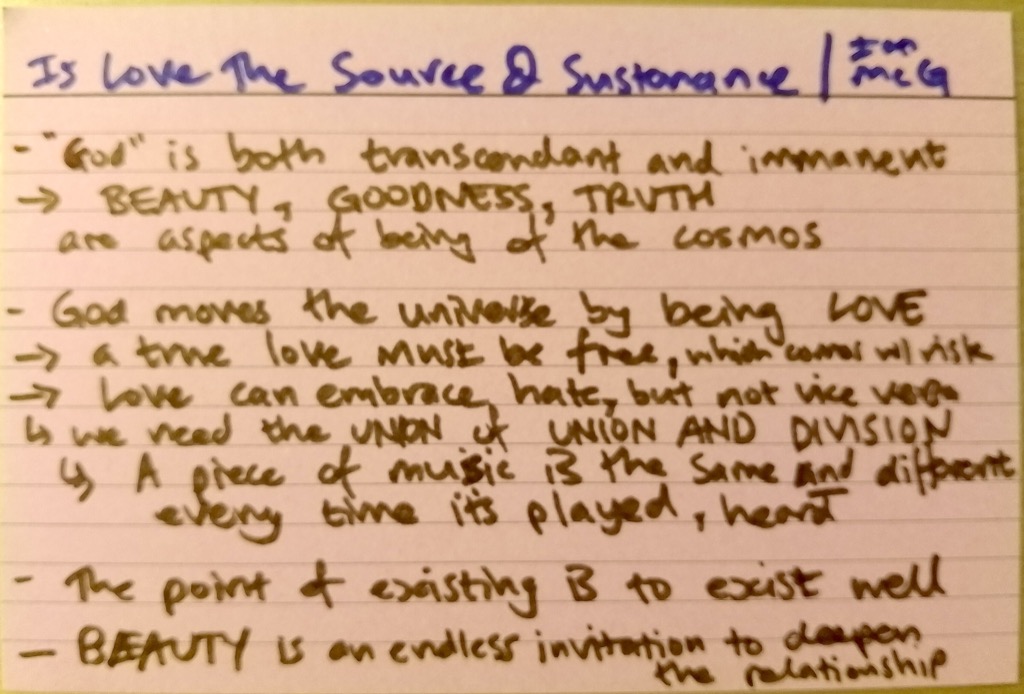 Is Love The Source & Sustanance / Ian McG
- "God" is both transcendant and immanent
→ BEAUTY, GOODNESS, TRUTH
are aspects of being of the cosmos
- God moves the universe by being LOVE
→ a true love must be free, which comes w/ risk
→ Love can embrace hate, but not vice versa
↳ we need the UNION of UNION AND DIVISION
↳ A piece of music is the same and different
every time it's played, heard
- The point of existing is to exist well
- BEAUTY is an endless invitation to deepen
the relationship